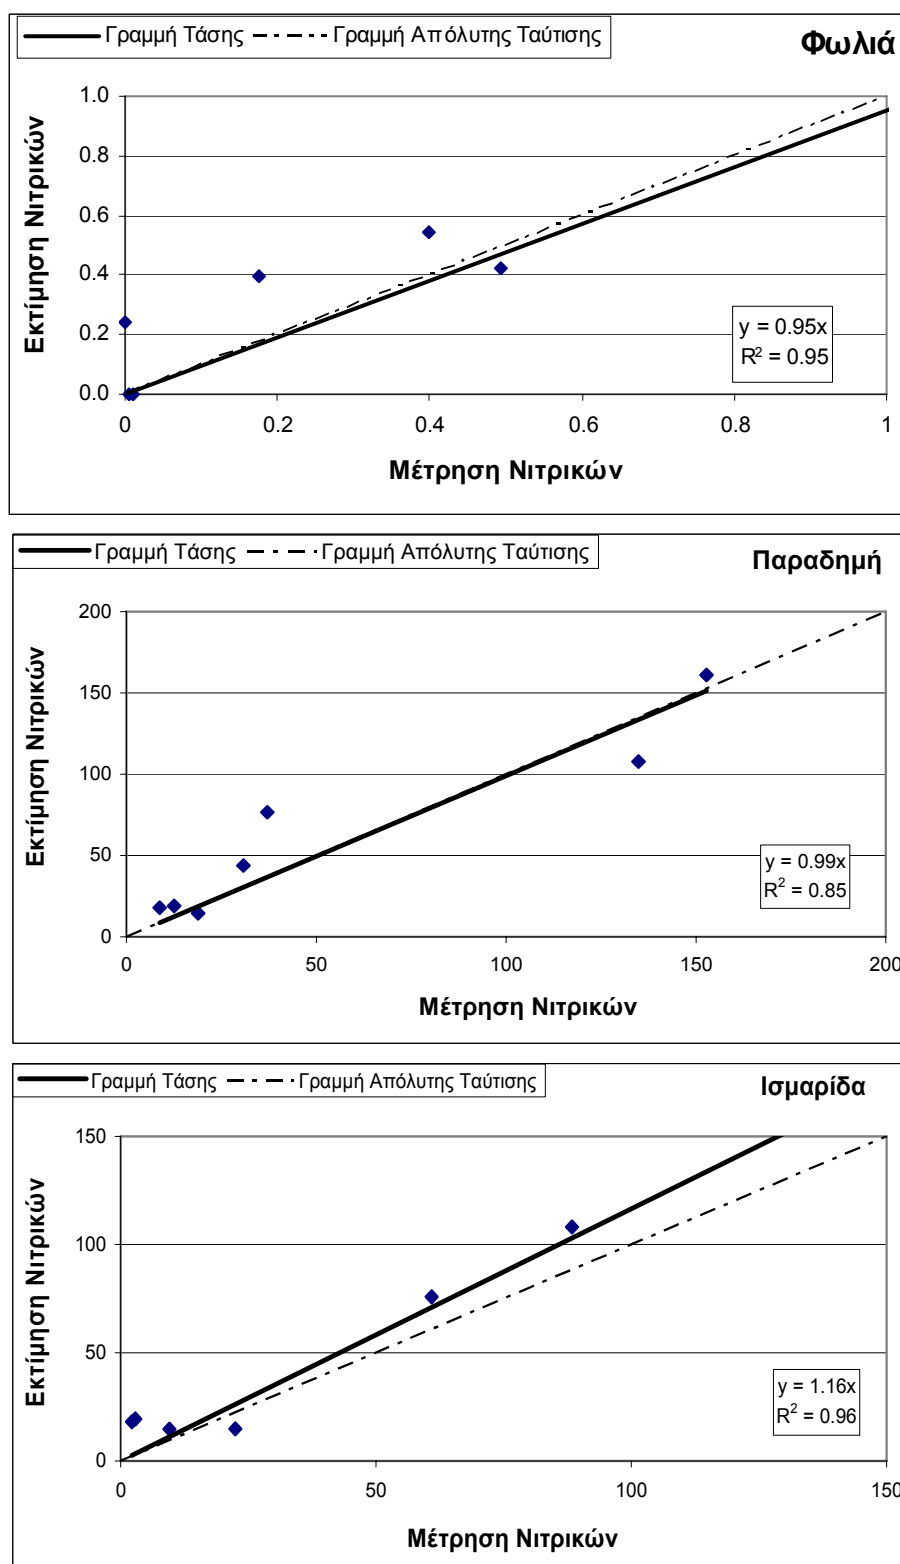 Γραμμή Τάσης Γραμμή Απόλυτης Ταύτισης
Φωλιά
Εκτίμηση Νιτρικών
1.0
0.8
0.6
0.4
0.2
0.0
y = 0.95x
R² = 0.95
0 0.2 0.4 0.6 0.8 1
Μέτρηση Νιτρικών
Γραμμή Τάσης Γραμμή Απόλυτης Ταύτισης
Παραδημή
Εκτίμηση Νιτρικών
200
150
100
50
0
y = 0.99x
R² = 0.85
0 50 100 150 200
Μέτρηση Νιτρικών
Γραμμή Τάσης Γραμμή Απόλυτης Ταύτισης
Ισμαρίδα
Εκτίμηση Νιτρικών
150
100
50
0
y = 1.16x
R² = 0.96
0 50 100 150
Μέτρηση Νιτρικών